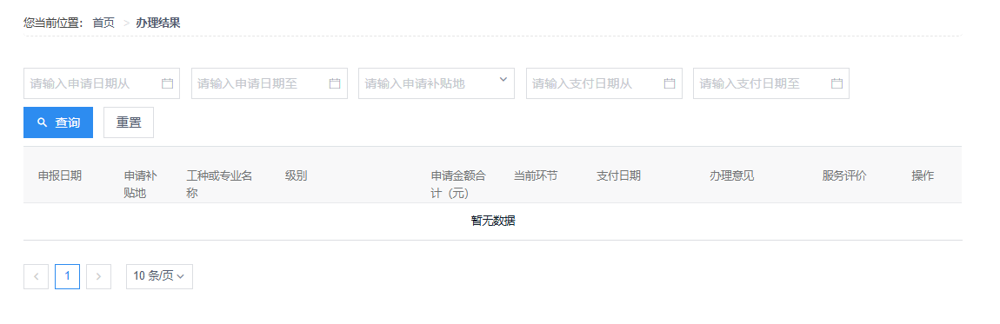 您当前位置： 首页 > 办理结果
请输入申请日期从 请输入申请日期至 请输入申请补贴地 请输入支付日期从 请输入支付日期至
查询 重置
申报日期 申请补贴地 工种或专业名称 级别 申请金额合计（元） 当前环节 支付日期 办理意见 服务评价 操作
暂无数据
1 10 条/页